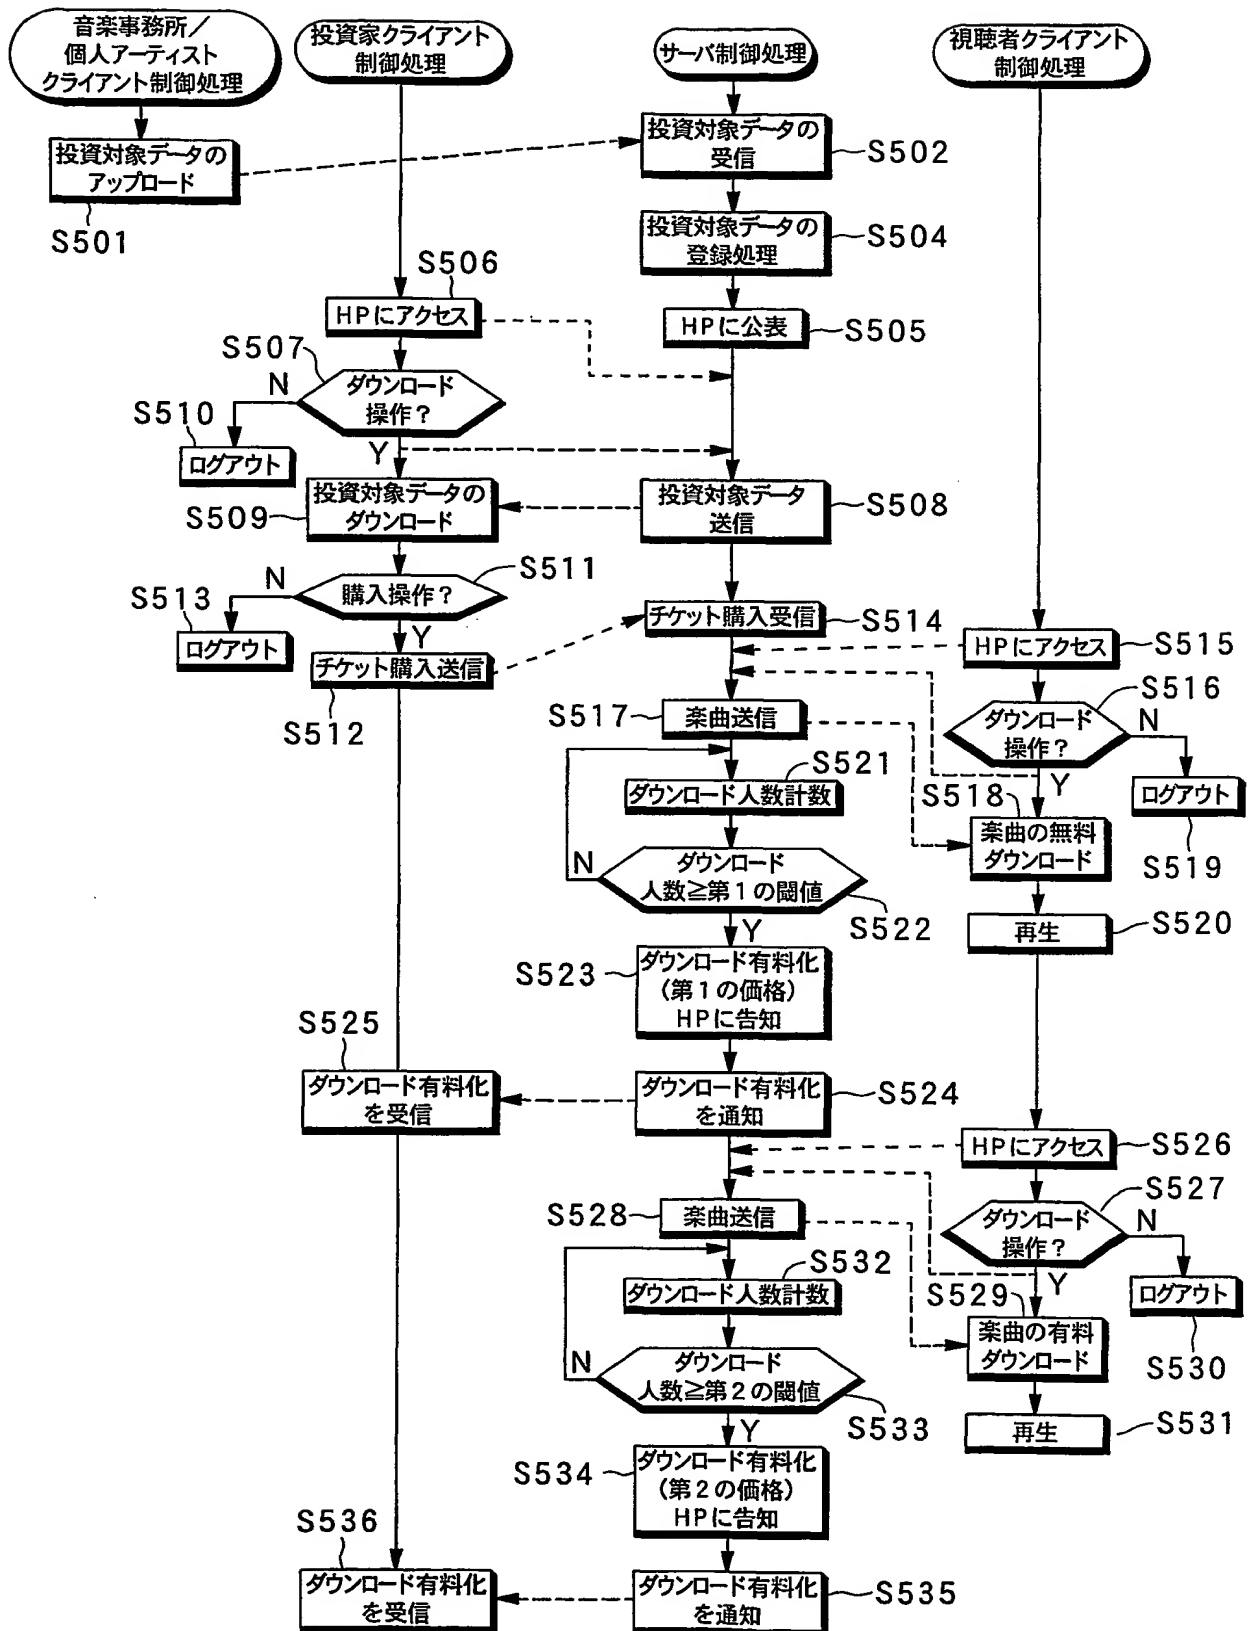 音楽事務所／
個人アーティスト
クライアント制御処理
投資家クライアント
制御処理
サーバ制御処理
視聴者クライアント
制御処理
投資対象データの
アップロード
S501
投資対象データの
受信
S502
投資対象データの
登録処理
S504
S506
HPにアクセス
HPに公表
S505
S507
ダウンロード
操作？
N
Y
S510
ログアウト
S509
投資対象データの
ダウンロード
投資対象データ
送信
S508
S511
購入操作？
N
Y
S513
ログアウト
チケット購入送信
S512
チケット購入受信
S514
HPにアクセス
S515
S516
ダウンロード
操作？
N
Y
S517
楽曲送信
ログアウト
S519
S521
ダウンロード人数計数
S518
楽曲の無料
ダウンロード
ダウンロード
人数≧第1の閾値
N
Y
S522
再生
S520
S523
ダウンロード有料化
(第1の価格)
HPに告知
S525
ダウンロード有料化
を受信
ダウンロード有料化
を通知
S524
HPにアクセス
S526
S527
ダウンロード
操作？
N
Y
S528
楽曲送信
ログアウト
S530
S532
ダウンロード人数計数
S529
楽曲の有料
ダウンロード
ダウンロード
人数≧第2の閾値
N
Y
S533
再生
S531
S534
ダウンロード有料化
(第2の価格)
HPに告知
S536
ダウンロード有料化
を受信
ダウンロード有料化
を通知
S535